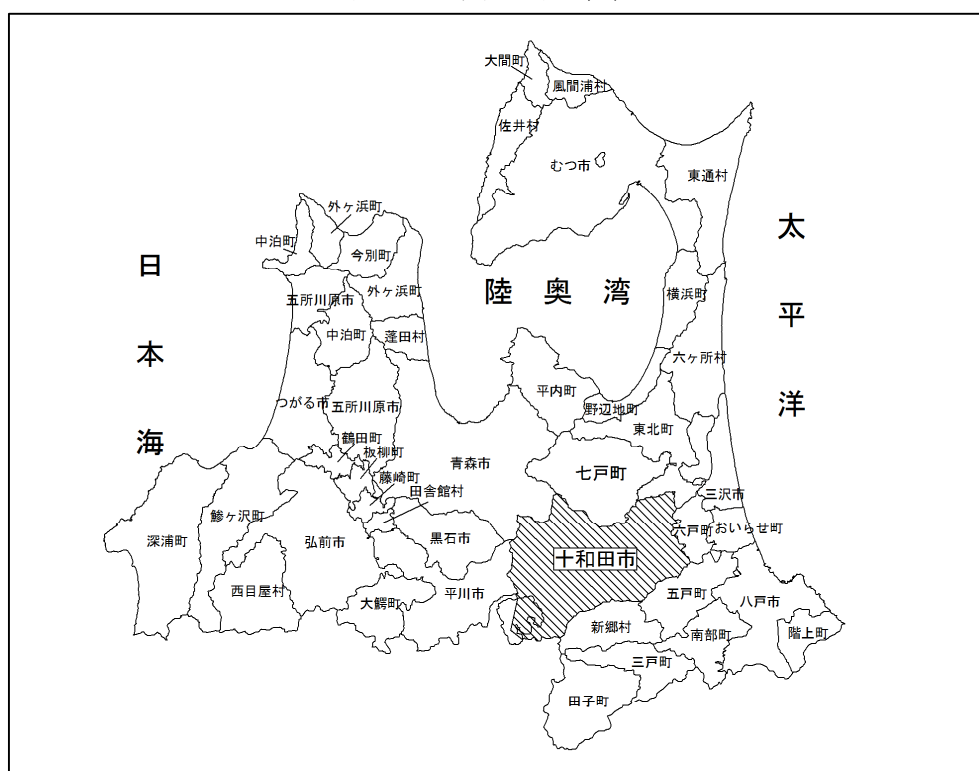 大間町
風間浦村
佐井村
むつ市
東通村
外ヶ浜町
中泊町
今別町
太平洋
日本海
陸奥湾
横浜町
五所川原市
外ヶ浜町
中泊町
蓬田村
六ヶ所村
平内町
つがる市
五所川原市
野辺地町
東北町
鶴田町
板柳町
青森市
七戸町
藤崎町
田舎館村
三沢市
鰺ヶ沢町
六戸町
おいらせ町
深浦町
弘前市
黒石市
十和田市
西目屋村
大鰐町
平川市
五戸町
八戸市
新郷村
南部町
階上町
三戸町
田子町